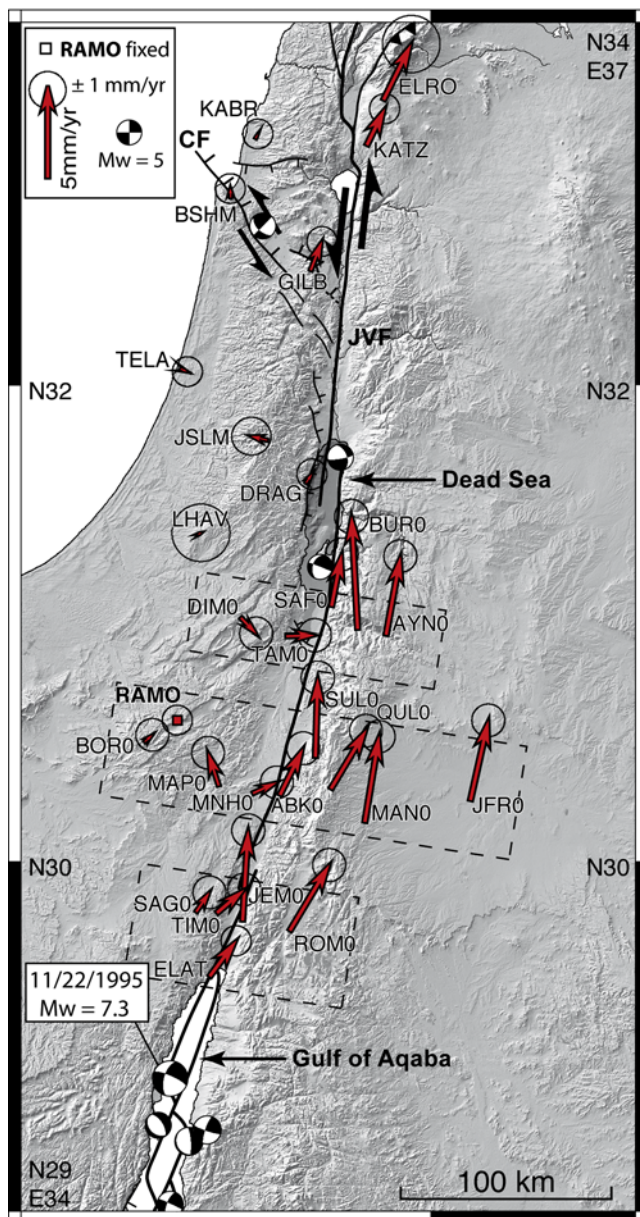 RAMO fixed
± 1 mm/yr
5mm/yr
Mw = 5
N34
E37
ELRO
KABR
KATZ
CF
BSHM
GILB
JVF
TELA
N32
N32
JSLM
DRAG
Dead Sea
LHAV
BUR0
SAF0
DIM0
AYN0
TAM0
RAMO
SUL0
QUL0
BOR0
MAP0
MNH0
ABK0
MAN0
JFR0
N30
N30
SAG0
JEM0
TIM0
ROM0
ELAT
11/22/1995
Mw = 7.3
Gulf of Aqaba
N29
E34
100 km